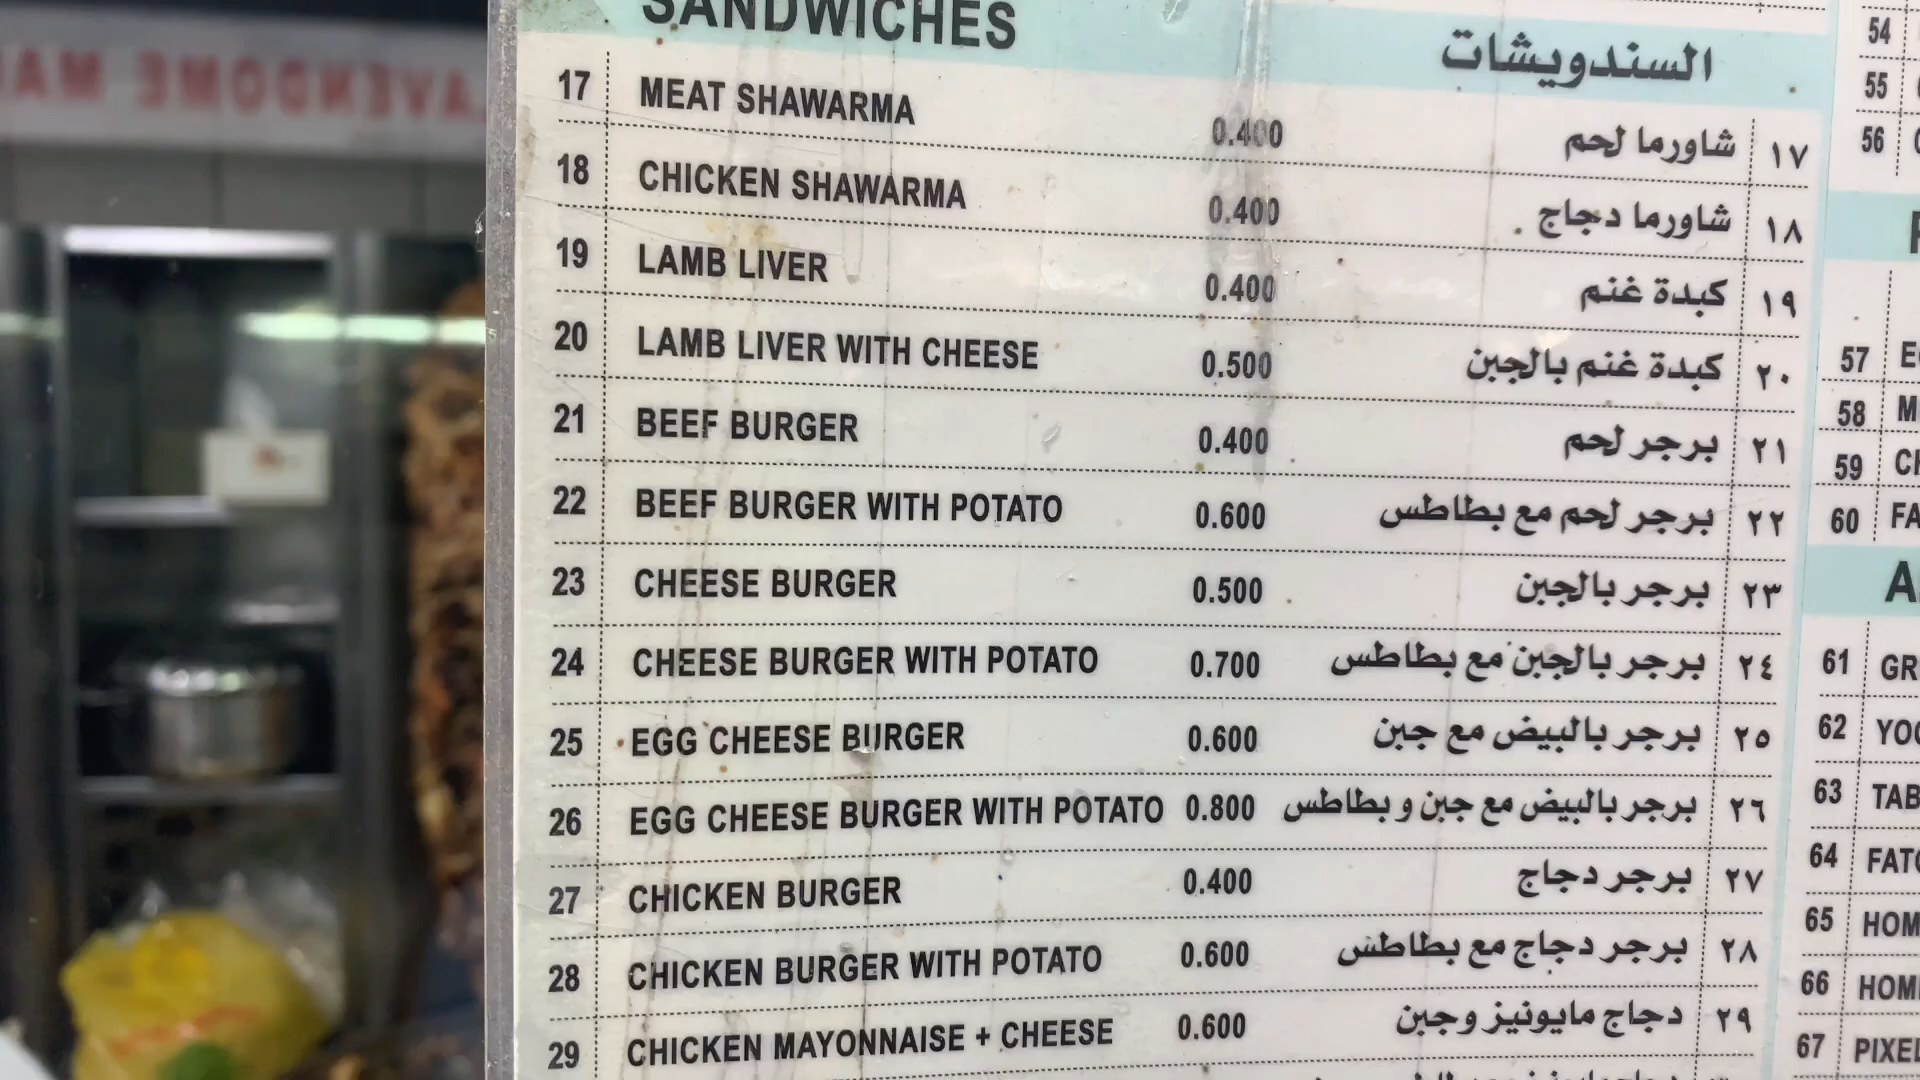 SANDWICHES السندويشات
17 MEAT SHAWARMA 0.400 شاورما لحم ١٧
18 CHICKEN SHAWARMA 0.400 شاورما دجاج ١٨
19 LAMB LIVER 0.400 كبدة غنم ١٩
20 LAMB LIVER WITH CHEESE 0.500 كبدة غنم بالجبن ٢٠
21 BEEF BURGER 0.400 برجر لحم ٢١
22 BEEF BURGER WITH POTATO 0.600 برجر لحم مع بطاطس ٢٢
23 CHEESE BURGER 0.500 برجر بالجبن ٢٣
24 CHEESE BURGER WITH POTATO 0.700 برجر بالجبن مع بطاطس ٢٤
25 EGG CHEESE BURGER 0.600 برجر بالبيض مع جبن ٢٥
26 EGG CHEESE BURGER WITH POTATO 0.800 برجر بالبيض مع جبن و بطاطس ٢٦
27 CHICKEN BURGER 0.400 برجر دجاج ٢٧
28 CHICKEN BURGER WITH POTATO 0.600 برجر دجاج مع بطاطس ٢٨
29 CHICKEN MAYONNAISE + CHEESE 0.600 دجاج مايونيز وجبن ٢٩
54
55
56
57
58
59
60
61
62
63
64
65
66
67